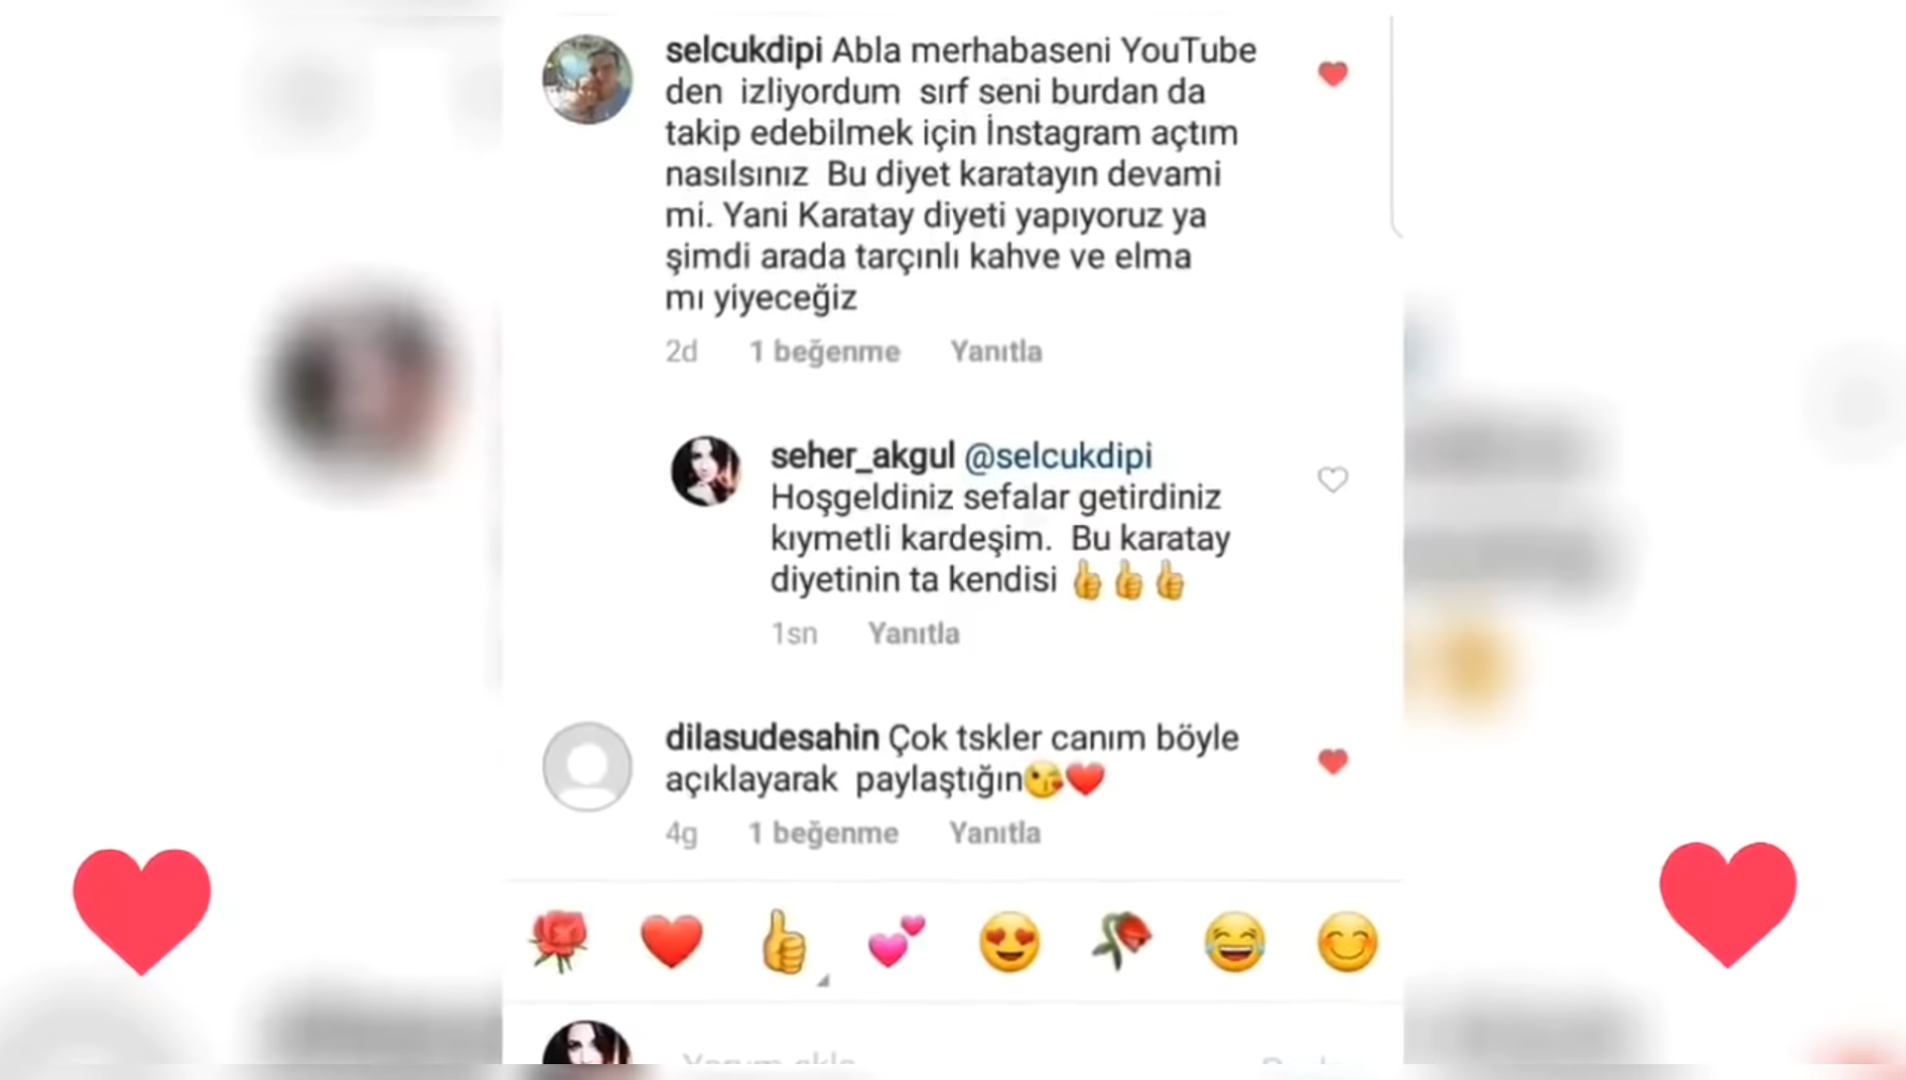 selcukdipi Abla merhabaseni YouTube
den izliyordum sırf seni burdan da
takip edebilmek için İnstagram açtım
nasılsınız Bu diyet karatayın devami
mi. Yani Karatay diyeti yapıyoruz ya
şimdi arada tarçınlı kahve ve elma
mı yiyeceğiz
2d 1 beğenme Yanıtla
seher_akgul @selcukdipi
Hoşgeldiniz sefalar getirdiniz
kıymetli kardeşim. Bu karatay
diyetinin ta kendisi 👍👍👍
1sn Yanıtla
dilasudesahin Çok tskler canım böyle
açıklayarak paylaştığın😘❤️
4g 1 beğenme Yanıtla